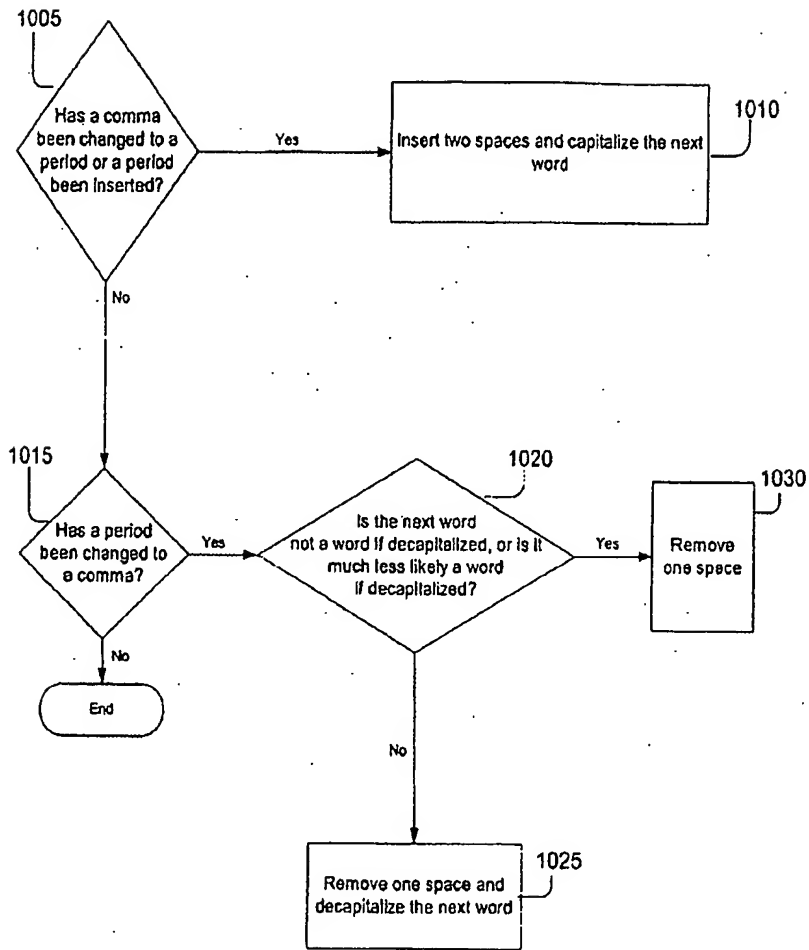 1005
Has a comma
been changed to a
period or a period
been inserted?
Yes
Insert two spaces and capitalize the next
word
1010
No
1015
Has a period
been changed to
a comma?
Yes
1020
Is the next word
not a word if decapitalized, or is it
much less likely a word
if decapitalized?
Yes
1030
Remove
one space
No
End
No
Remove one space and
decapitalize the next word
1025